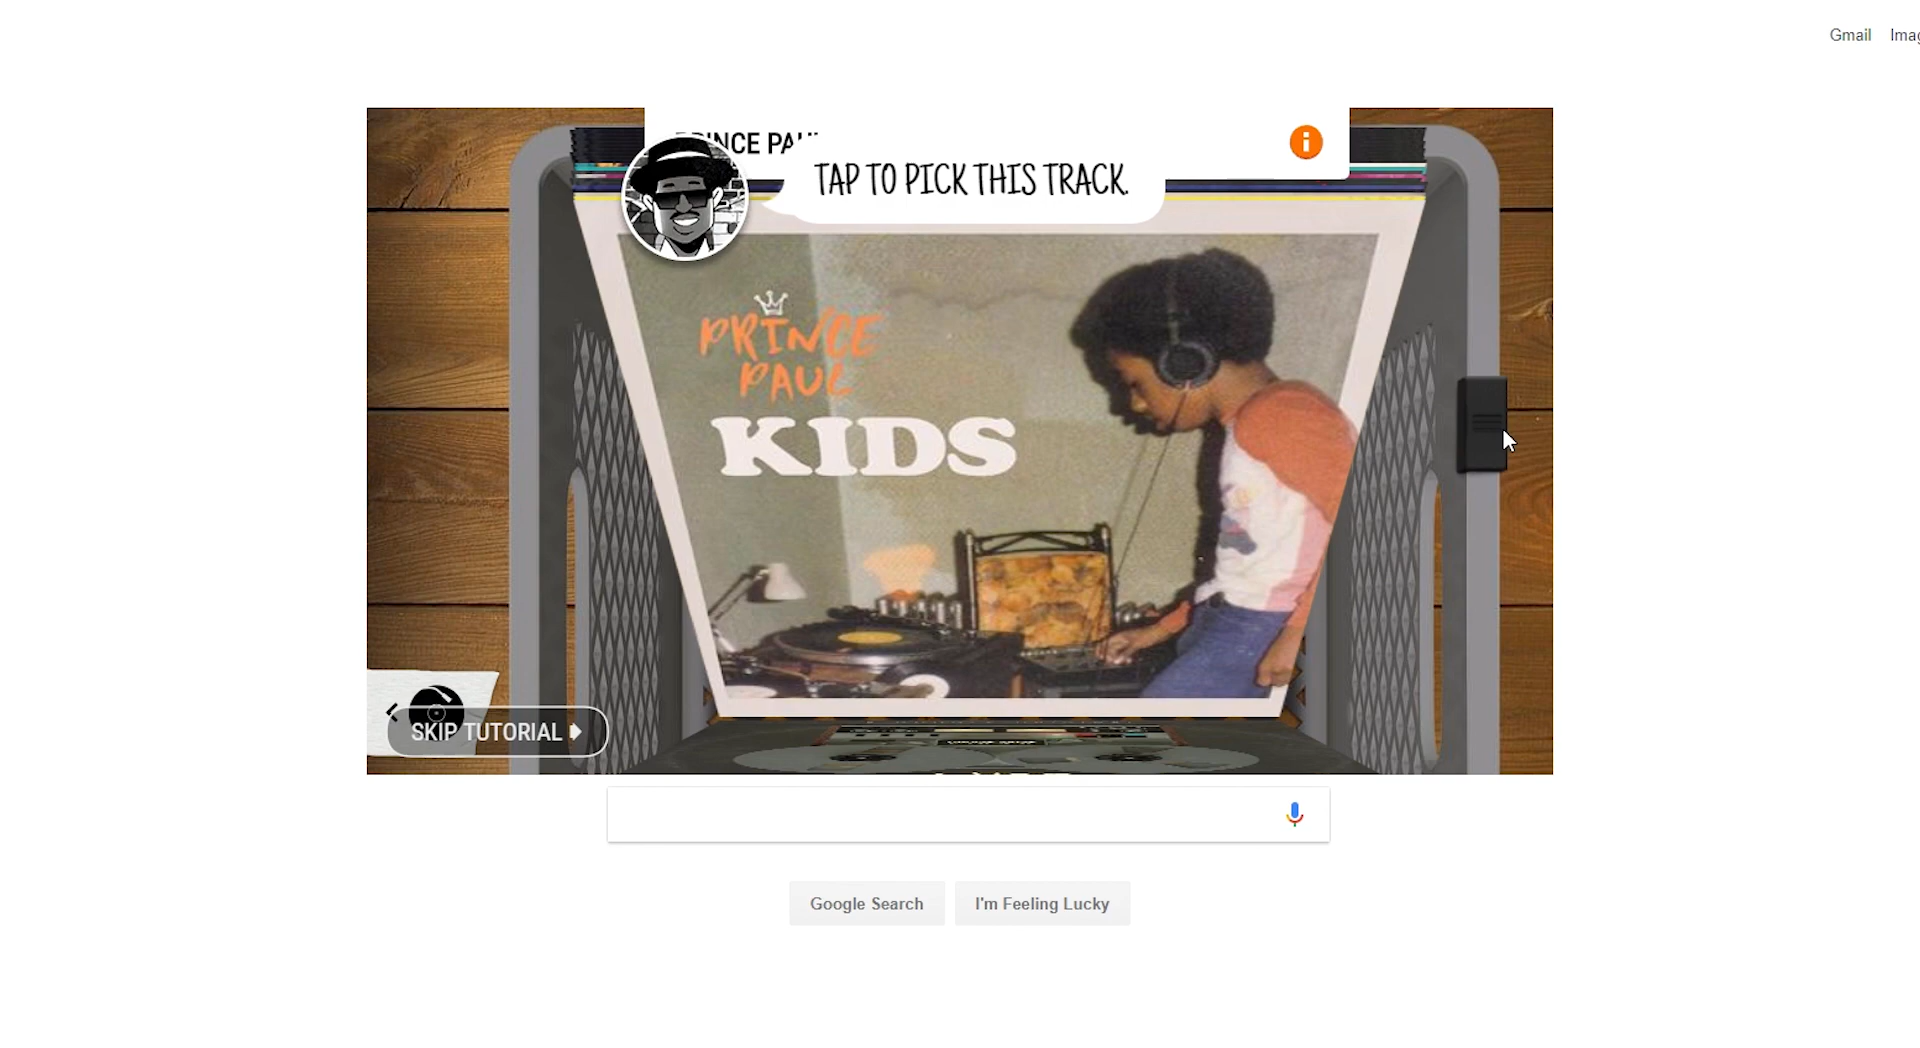 Gmail
TAP TO PICK THIS TRACK.
PRINCE
PAUL
KIDS
SKIP TUTORIAL
Google Search
I'm Feeling Lucky